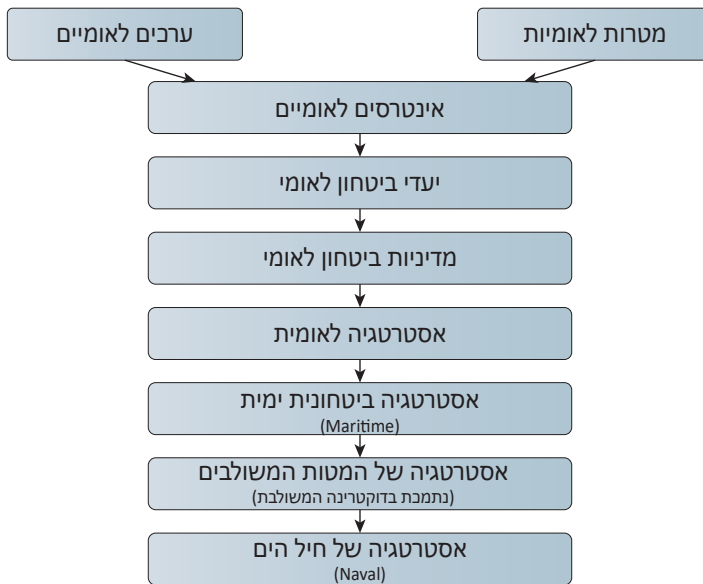 מטרות לאומיות
ערכים לאומיים
אינטרסים לאומיים
יעדי ביטחון לאומי
מדיניות ביטחון לאומי
אסטרטגיה לאומית
אסטרטגיה ביטחונית ימית
(Maritime)
אסטרטגיה של המטות המשולבים
(נתמכת בדוקטרינה המשולבת)
אסטרטגיה של חיל הים
(Naval)